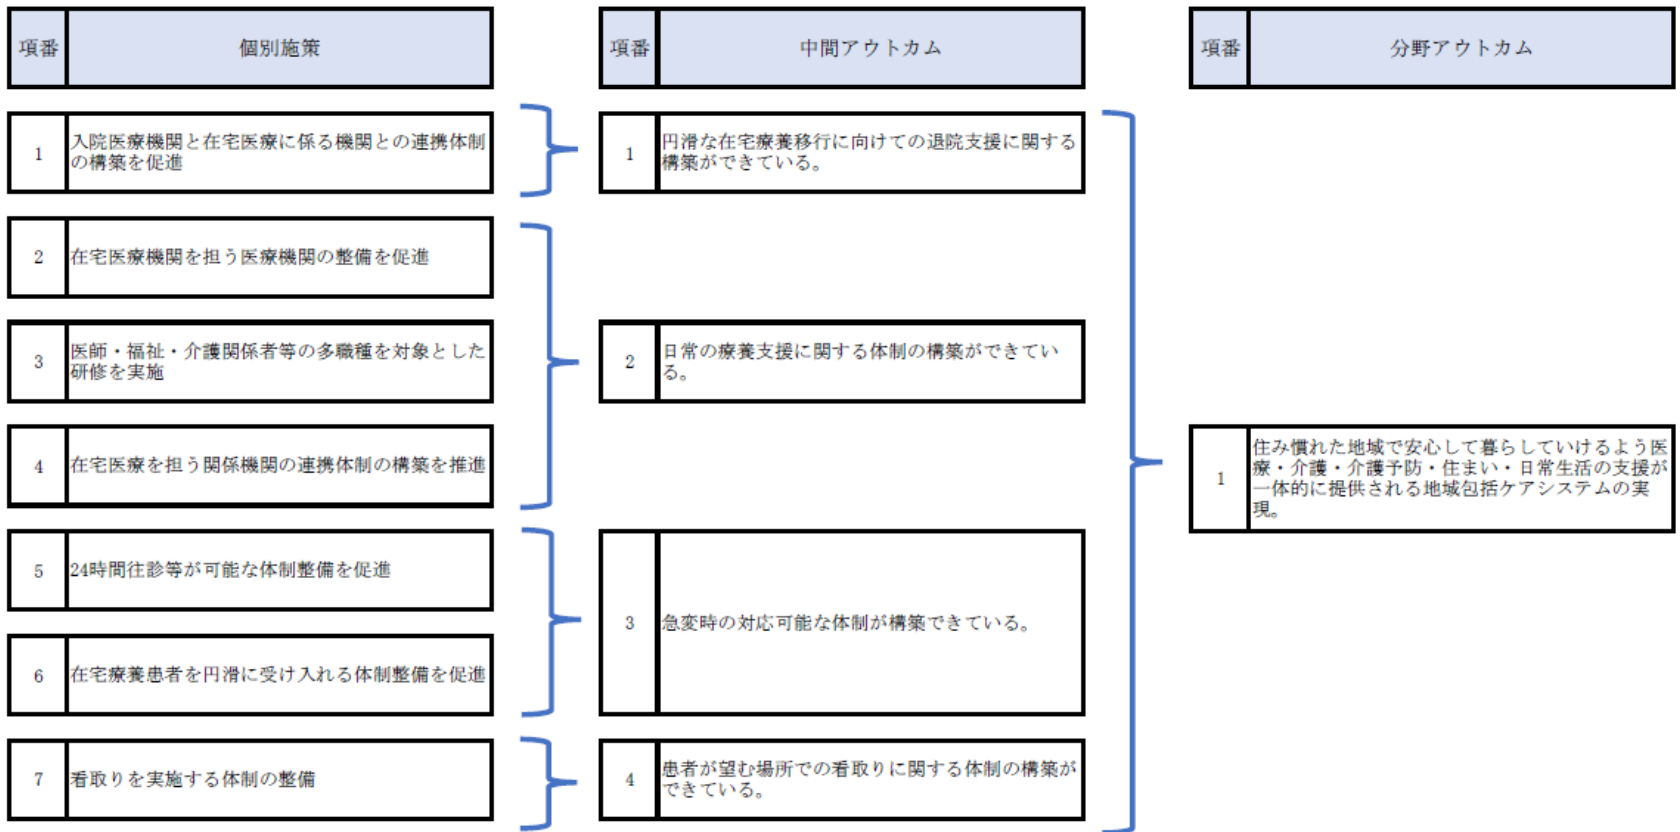 項番 個別施策
1 入院医療機関と在宅医療に係る機関との連携体制
の構築を促進
2 在宅医療機関を担う医療機関の整備を促進
3 医師・福祉・介護関係者等の多職種を対象とした
研修を実施
4 在宅医療を担う関係機関の連携体制の構築を推進
5 24時間往診等が可能な体制整備を促進
6 在宅療養患者を円滑に受け入れる体制整備を促進
7 看取りを実施する体制の整備
項番 中間アウトカム
1 円滑な在宅療養移行に向けての退院支援に関する
構築ができている。
2 日常の療養支援に関する体制の構築ができてい
る。
3 急変時の対応可能な体制が構築できている。
4 患者が望む場所での看取りに関する体制の構築が
できている。
項番 分野アウトカム
1 住み慣れた地域で安心して暮らしていけるよう医
療・介護・介護予防・住まい・日常生活の支援が
一体的に提供される地域包括ケアシステムの実
現。